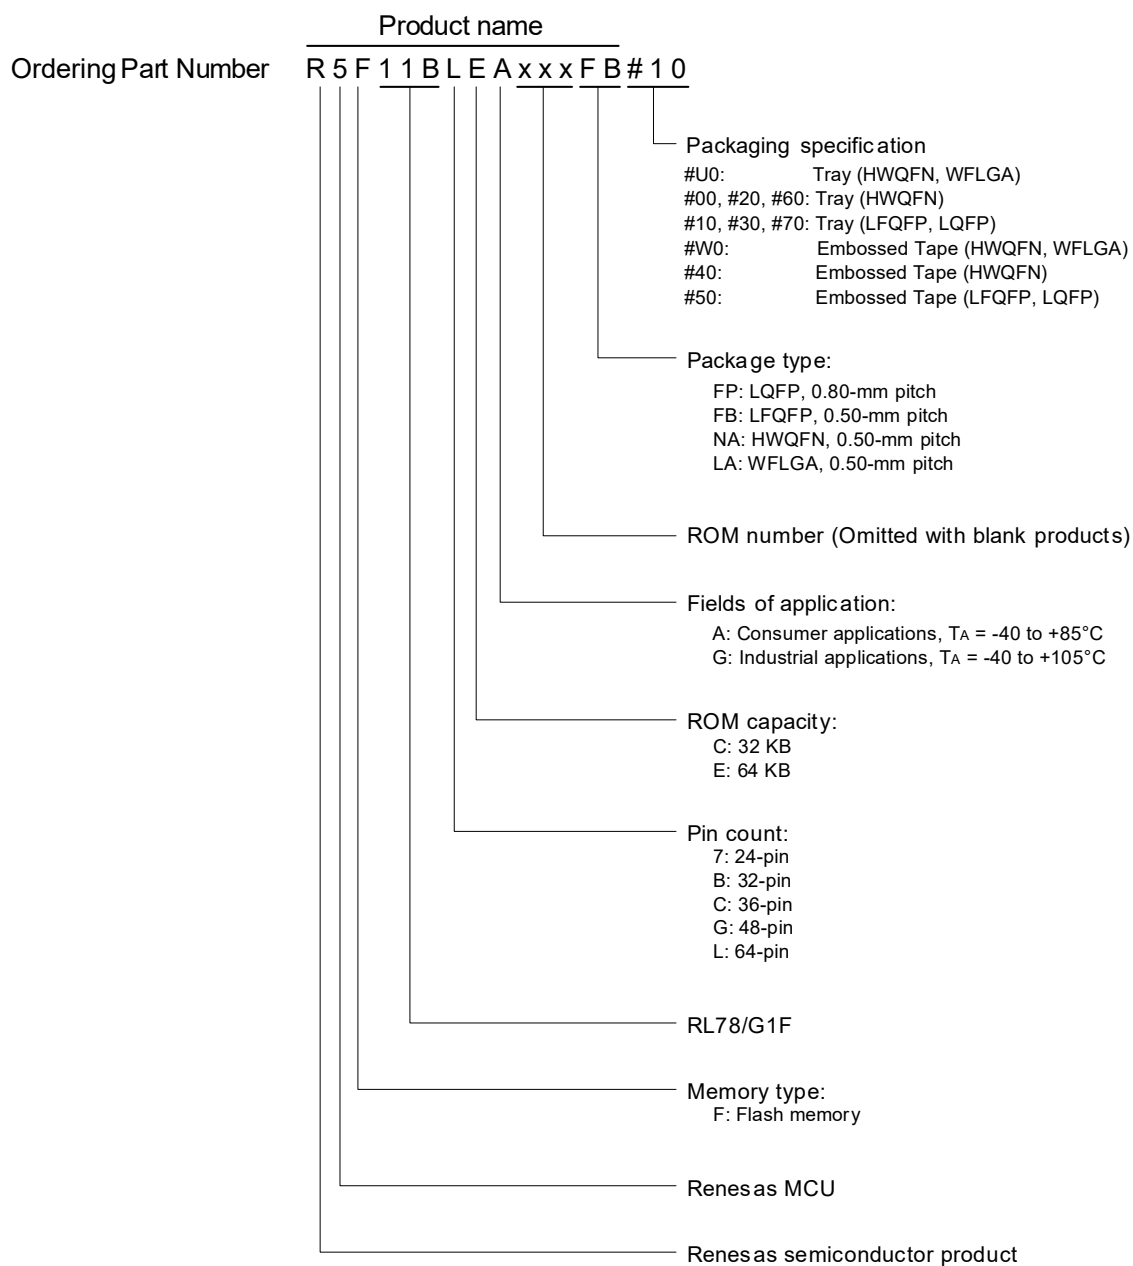 Product name
Ordering Part Number R 5 F 1 1 B L E A x x x F B # 1 0
Packaging specification
#U0: Tray (HWQFN, WFLGA)
#00, #20, #60: Tray (HWQFN)
#10, #30, #70: Tray (LFQFP, LQFP)
#W0: Embossed Tape (HWQFN, WFLGA)
#40: Embossed Tape (HWQFN)
#50: Embossed Tape (LFQFP, LQFP)
Package type:
FP: LQFP, 0.80-mm pitch
FB: LFQFP, 0.50-mm pitch
NA: HWQFN, 0.50-mm pitch
LA: WFLGA, 0.50-mm pitch
ROM number (Omitted with blank products)
Fields of application:
A: Consumer applications, TA = -40 to +85°C
G: Industrial applications, TA = -40 to +105°C
ROM capacity:
C: 32 KB
E: 64 KB
Pin count:
7: 24-pin
B: 32-pin
C: 36-pin
G: 48-pin
L: 64-pin
RL78/G1F
Memory type:
F: Flash memory
Renesas MCU
Renesas semiconductor product